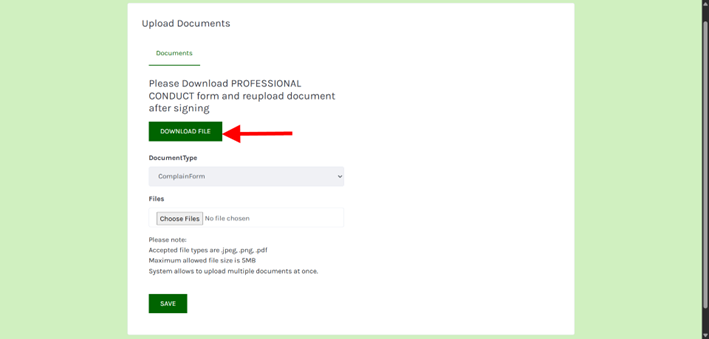 Upload Documents
Documents
Please Download PROFESSIONAL
CONDUCT form and reupload document
after signing
DOWNLOAD FILE
DocumentType
ComplainForm
Files
Choose Files No file chosen
Please note:
Accepted file types are .jpeg, .png, .pdf
Maximum allowed file size is 5MB
System allows to upload multiple documents at once.
SAVE